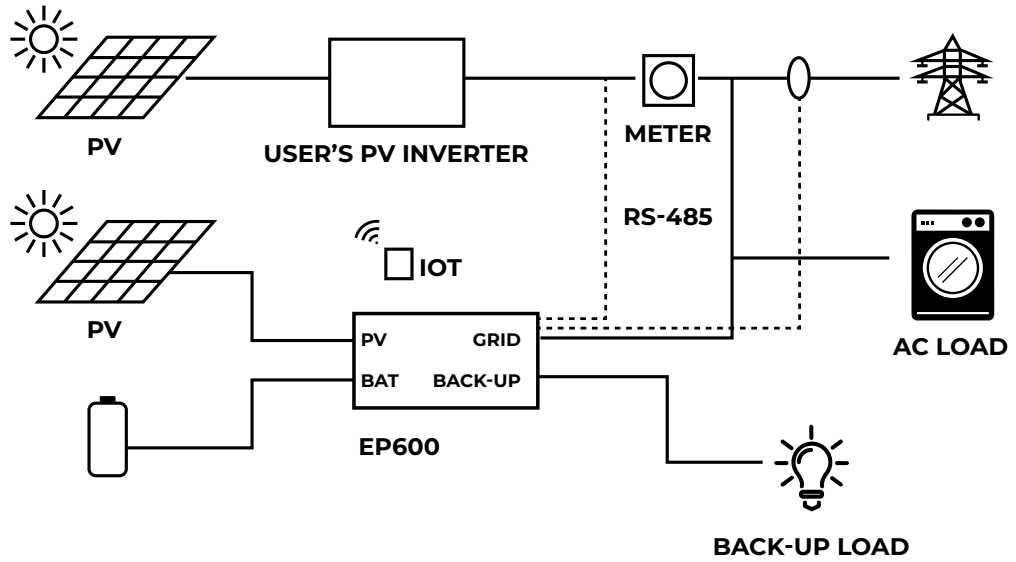 PV
USER'S PV INVERTER
METER
RS-485
IOT
PV
PV
GRID
BAT
BACK-UP
EP600
AC LOAD
BACK-UP LOAD